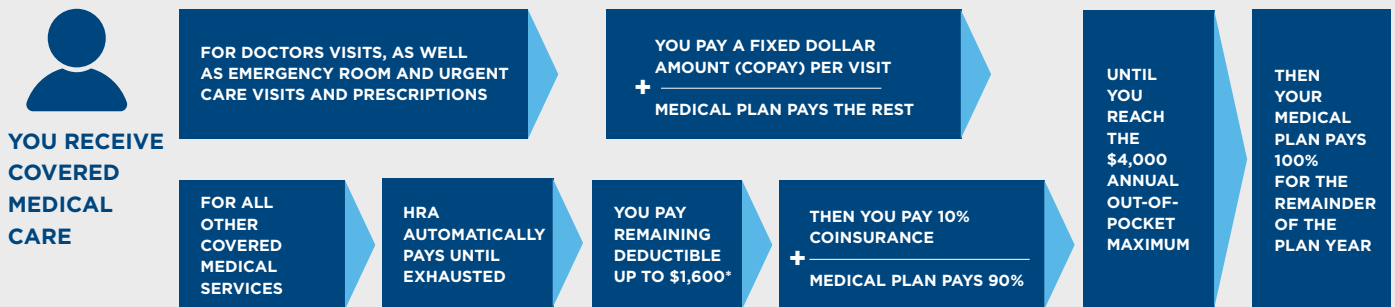 YOU RECEIVE
COVERED
MEDICAL
CARE
FOR DOCTORS VISITS, AS WELL
AS EMERGENCY ROOM AND URGENT
CARE VISITS AND PRESCRIPTIONS
YOU PAY A FIXED DOLLAR
AMOUNT (COPAY) PER VISIT
+
MEDICAL PLAN PAYS THE REST
FOR ALL
OTHER
COVERED
MEDICAL
SERVICES
HRA
AUTOMATICALLY
PAYS UNTIL
EXHAUSTED
YOU PAY
REMAINING
DEDUCTIBLE
UP TO $1,600*
THEN YOU PAY 10%
COINSURANCE
+
MEDICAL PLAN PAYS 90%
UNTIL
YOU
REACH
THE
$4,000
ANNUAL
OUT-OF-
POCKET
MAXIMUM
THEN
YOUR
MEDICAL
PLAN PAYS
100%
FOR THE
REMAINDER
OF THE
PLAN YEAR